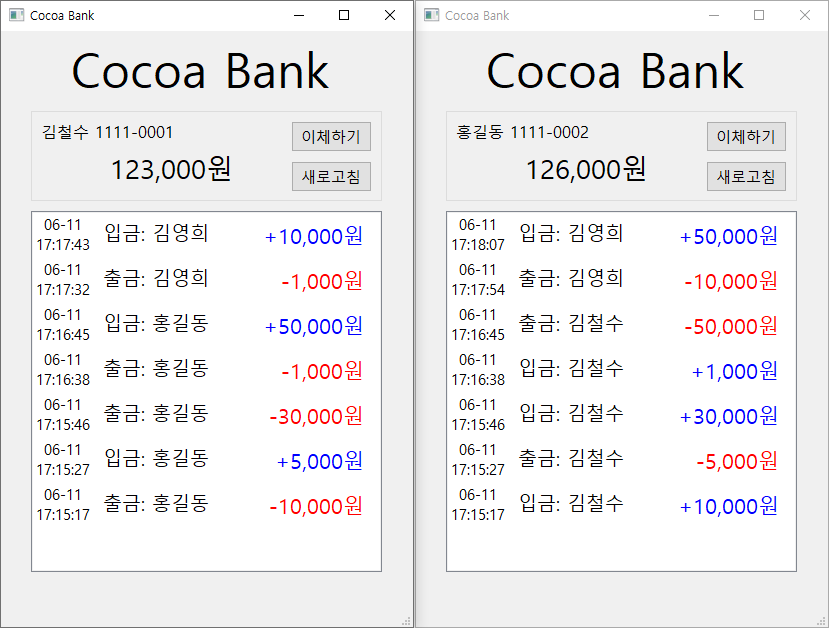 Cocoa Bank
Cocoa Bank
김철수 1111-0001
이체하기
123,000원
새로고침
06-11
17:17:43
입금: 김영희
+10,000원
06-11
17:17:32
출금: 김영희
-1,000원
06-11
17:16:45
입금: 홍길동
+50,000원
06-11
17:16:38
출금: 홍길동
-1,000원
06-11
17:15:46
출금: 홍길동
-30,000원
06-11
17:15:27
입금: 홍길동
+5,000원
06-11
17:15:17
출금: 홍길동
-10,000원
Cocoa Bank
Cocoa Bank
홍길동 1111-0002
이체하기
126,000원
새로고침
06-11
17:18:07
입금: 김영희
+50,000원
06-11
17:17:54
출금: 김영희
-10,000원
06-11
17:16:45
출금: 김철수
-50,000원
06-11
17:16:38
입금: 김철수
+1,000원
06-11
17:15:46
입금: 김철수
+30,000원
06-11
17:15:27
출금: 김철수
-5,000원
06-11
17:15:17
입금: 김철수
+10,000원